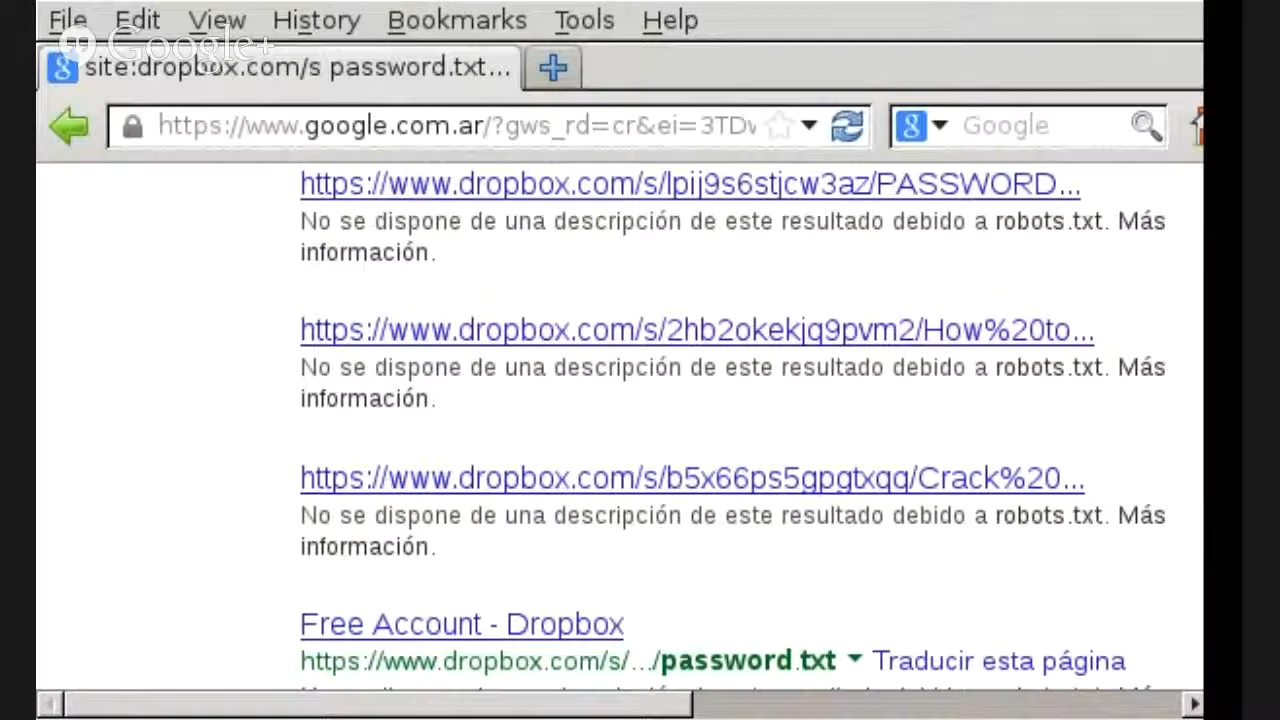 File Edit View History Bookmarks Tools Help
Google+
site:dropbox.com/s password.txt...
https://www.google.com.ar/?gws_rd=cr&ei=3TDv
Google
https://www.dropbox.com/s/lpij9s6stjcw3az/PASSWORD...
No se dispone de una descripción de este resultado debido a robots.txt. Más
información.
https://www.dropbox.com/s/2hb2okekjq9pvm2/How%20to...
No se dispone de una descripción de este resultado debido a robots.txt. Más
información.
https://www.dropbox.com/s/b5x66ps5gpgtxqq/Crack%20...
No se dispone de una descripción de este resultado debido a robots.txt. Más
información.
Free Account - Dropbox
https://www.dropbox.com/s/.../password.txt Traducir esta página